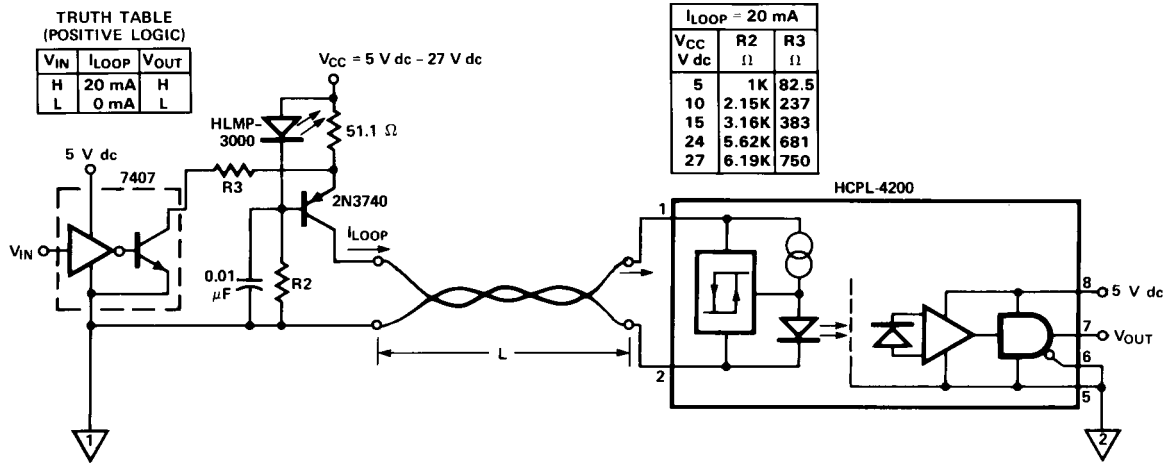 TRUTH TABLE
(POSITIVE LOGIC)
VIN ILOOP VOUT
H 20 mA H
L 0 mA L
VCC = 5 V dc – 27 V dc
HLMP-
3000
51.1 Ω
5 V dc
7407
R3
2N3740
VIN
iLOOP
0.01
μF
R2
L
1
ILOOP = 20 mA
VCC R2 R3
V dc Ω Ω
5 1K 82.5
10 2.15K 237
15 3.16K 383
24 5.62K 681
27 6.19K 750
HCPL-4200
1
2
8
5 V dc
7
VOUT
6
5
2